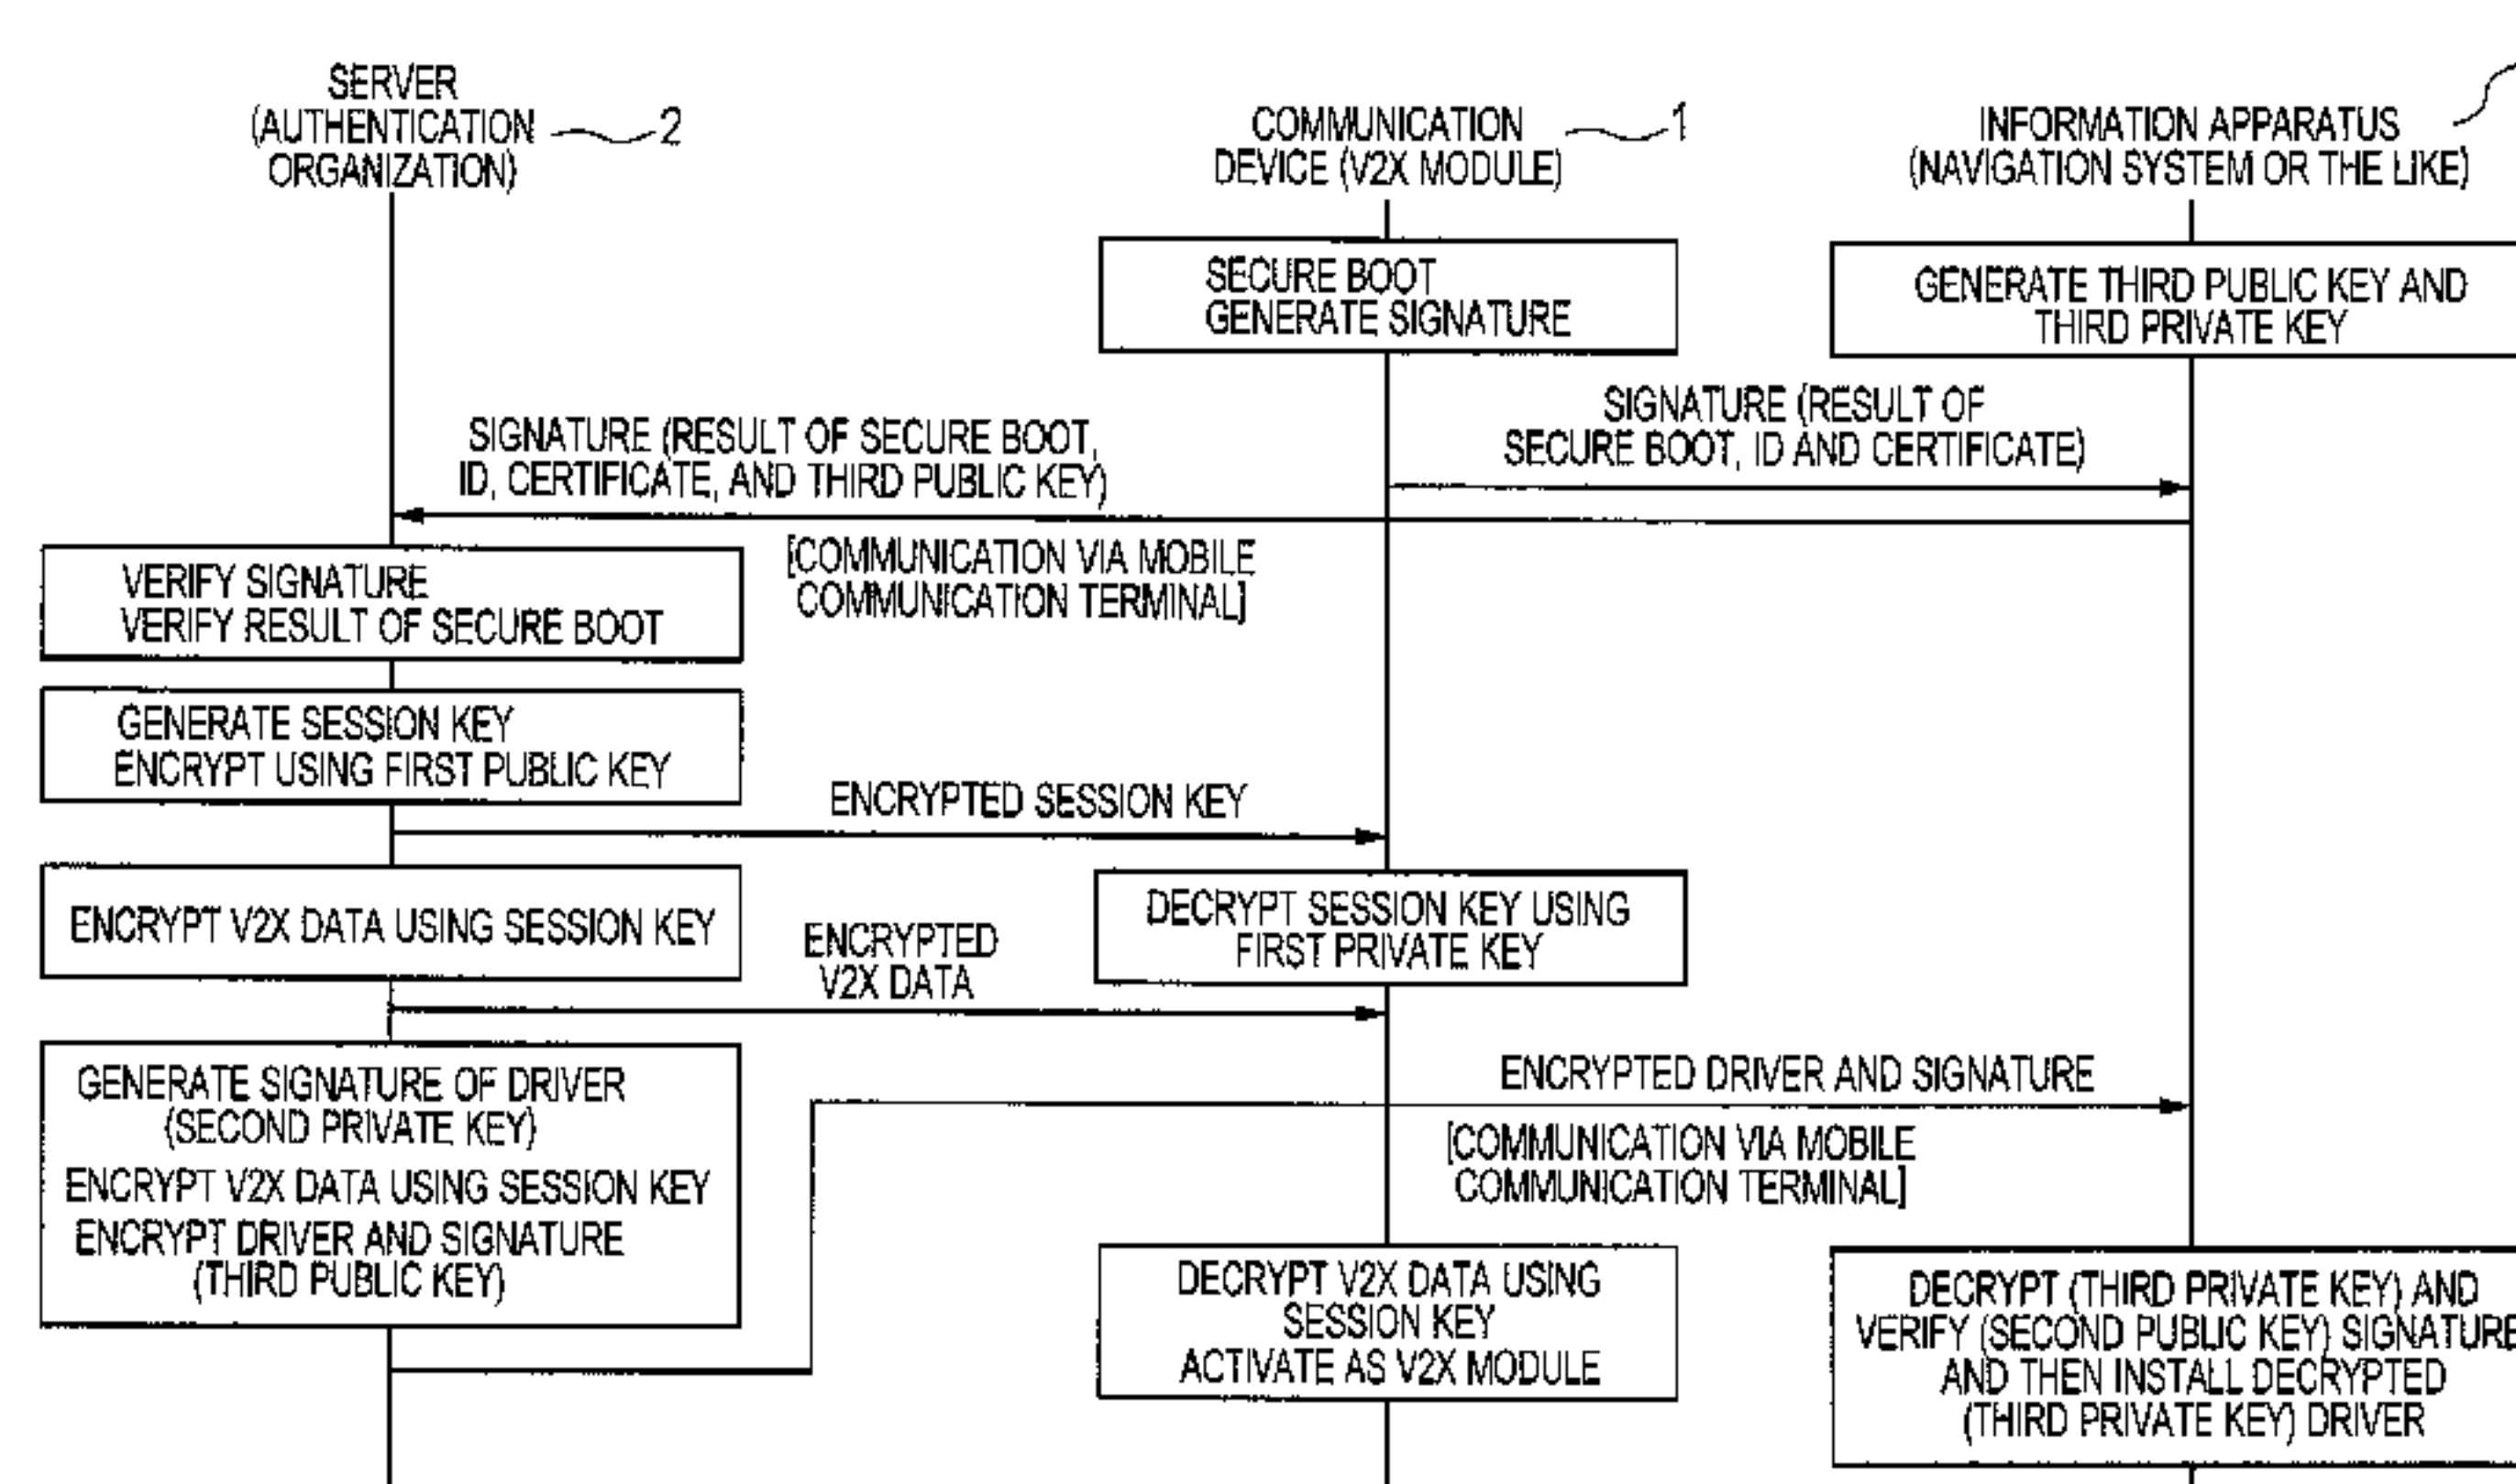 SERVER
(AUTHENTICATION
ORGANIZATION)
2
COMMUNICATION
DEVICE (V2X MODULE)
1
INFORMATION APPARATUS
(NAVIGATION SYSTEM OR THE LIKE)
SECURE BOOT
GENERATE SIGNATURE
GENERATE THIRD PUBLIC KEY AND
THIRD PRIVATE KEY
SIGNATURE (RESULT OF
SECURE BOOT, ID AND CERTIFICATE)
SIGNATURE (RESULT OF SECURE BOOT,
ID, CERTIFICATE, AND THIRD PUBLIC KEY)
[COMMUNICATION VIA MOBILE
COMMUNICATION TERMINAL]
VERIFY SIGNATURE
VERIFY RESULT OF SECURE BOOT
GENERATE SESSION KEY
ENCRYPT USING FIRST PUBLIC KEY
ENCRYPTED SESSION KEY
ENCRYPT V2X DATA USING SESSION KEY
DECRYPT SESSION KEY USING
FIRST PRIVATE KEY
ENCRYPTED
V2X DATA
GENERATE SIGNATURE OF DRIVER
(SECOND PRIVATE KEY)
ENCRYPT V2X DATA USING SESSION KEY
ENCRYPT DRIVER AND SIGNATURE
(THIRD PUBLIC KEY)
ENCRYPTED DRIVER AND SIGNATURE
[COMMUNICATION VIA MOBILE
COMMUNICATION TERMINAL]
DECRYPT V2X DATA USING
SESSION KEY
ACTIVATE AS V2X MODULE
DECRYPT (THIRD PRIVATE KEY) AND
VERIFY (SECOND PUBLIC KEY) SIGNATURE
AND THEN INSTALL DECRYPTED
(THIRD PRIVATE KEY) DRIVER